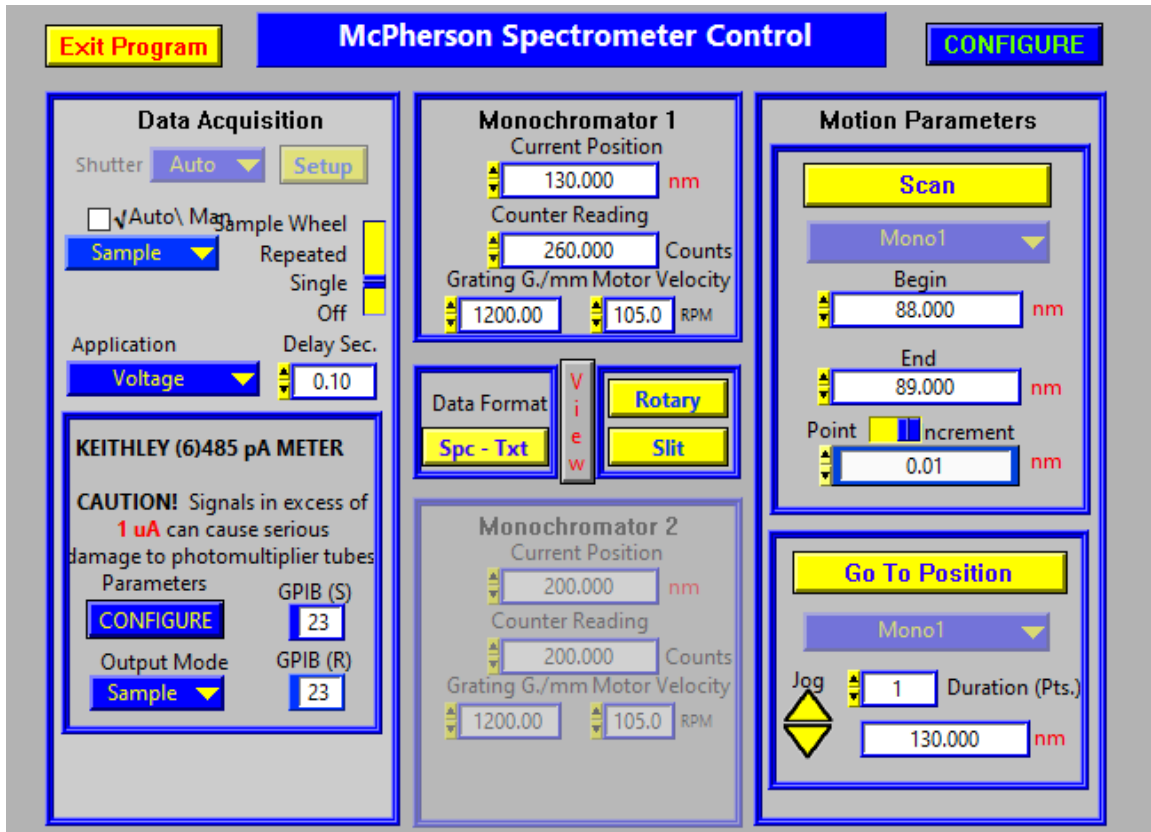 Exit Program
McPherson Spectrometer Control
CONFIGURE
Data Acquisition
Shutter Auto Setup
√Auto\ Man
Sample Wheel
Sample
Repeated
Single
Off
Application Delay Sec.
Voltage 0.10
KEITHLEY (6)485 pA METER
CAUTION! Signals in excess of
1 uA can cause serious
damage to photomultiplier tubes
Parameters GPIB (S)
CONFIGURE 23
Output Mode GPIB (R)
Sample 23
Monochromator 1
Current Position
130.000 nm
Counter Reading
260.000 Counts
Grating G./mm Motor Velocity
1200.00 105.0 RPM
Data Format
Spc - Txt
View
Rotary
Slit
Monochromator 2
Current Position
200.000 nm
Counter Reading
200.000 Counts
Grating G./mm Motor Velocity
1200.00 105.0 RPM
Motion Parameters
Scan
Mono1
Begin
88.000 nm
End
89.000 nm
Point ncrement
0.01 nm
Go To Position
Mono1
Jog 1 Duration (Pts.)
130.000 nm